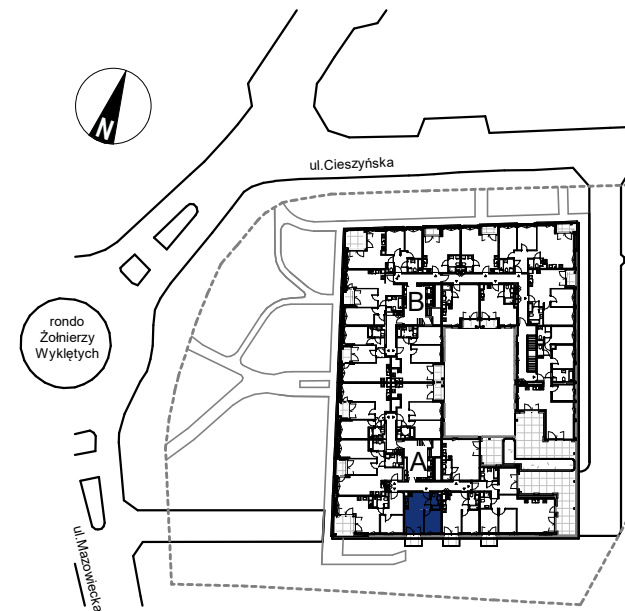 N
ul.Cieszyńska
B
rondo
Żołnierzy
Wyklętych
A
ul.Mazowiecka